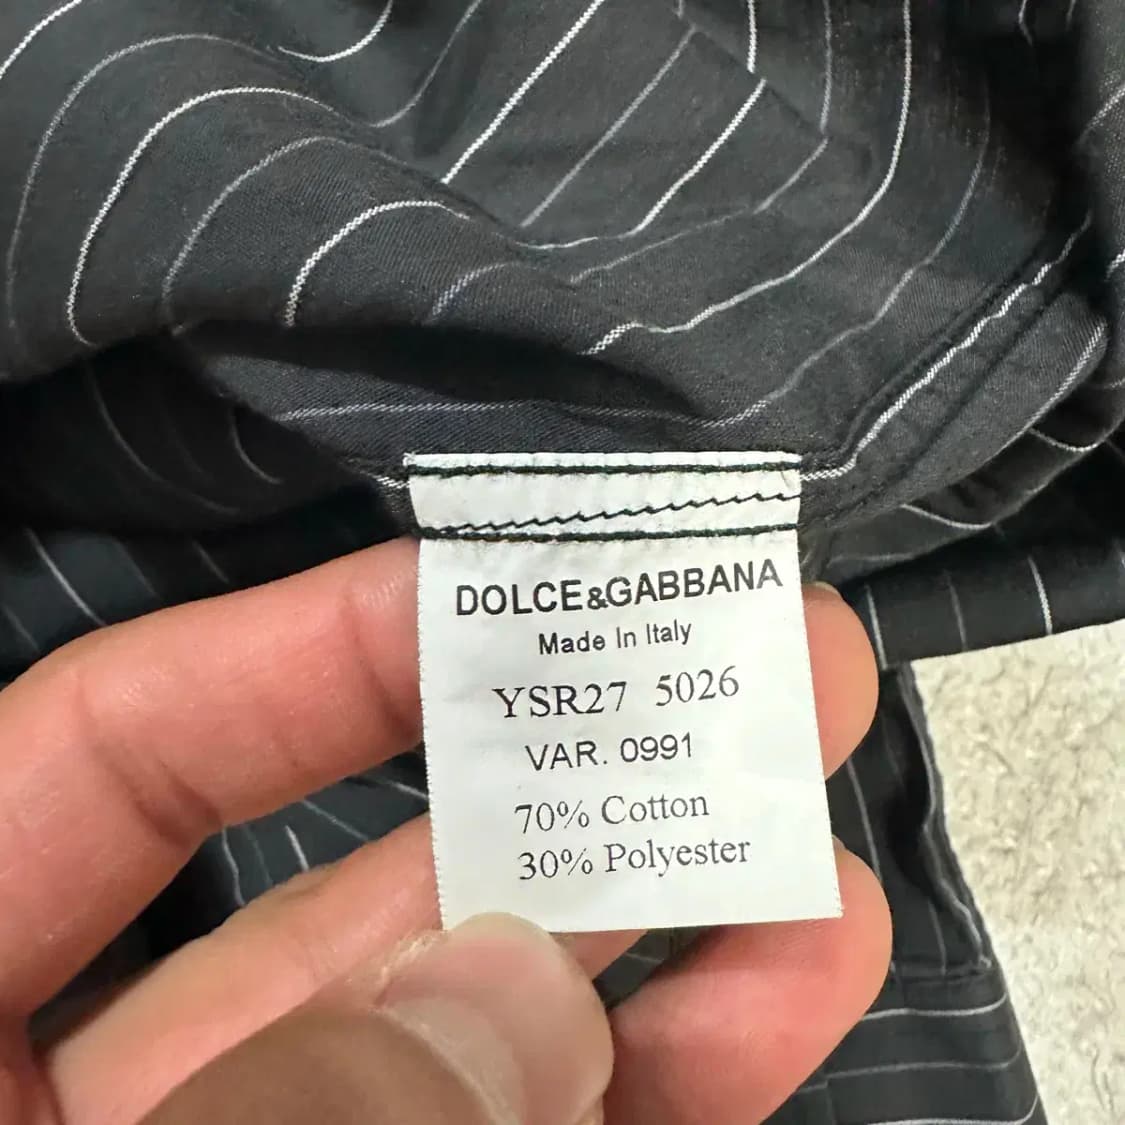 DOLCE&GABBANA
Made In Italy
YSR27 5026
VAR. 0991
70% Cotton
30% Polyester